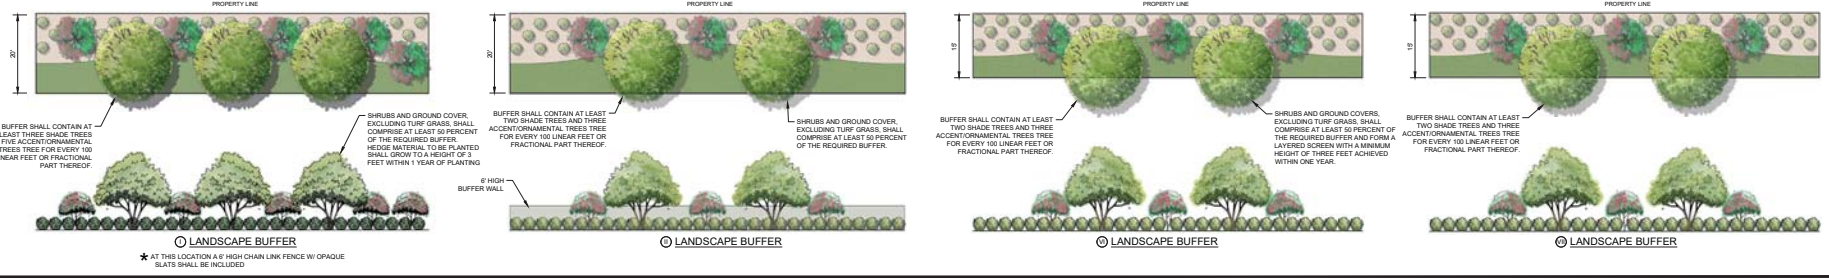 PROPERTY LINE
20'
BUFFER SHALL CONTAIN AT
LEAST THREE SHADE TREES
FIVE ACCENT/ORNAMENTAL
TREES TREE FOR EVERY 100
NEAR FEET OR FRACTIONAL
PART THEREOF.
SHRUBS AND GROUND COVER,
EXCLUDING TURF GRASS, SHALL
COMPRISE AT LEAST 50 PERCENT
OF THE REQUIRED BUFFER.
HEDGE MATERIAL TO BE PLANTED
SHALL GROW TO A HEIGHT OF 3
FEET WITHIN 1 YEAR OF PLANTING
I LANDSCAPE BUFFER
* AT THIS LOCATION A 6' HIGH CHAIN LINK FENCE W/ OPAQUE
SLATS SHALL BE INCLUDED
PROPERTY LINE
20'
BUFFER SHALL CONTAIN AT LEAST
TWO SHADE TREES AND THREE
ACCENT/ORNAMENTAL TREES TREE
FOR EVERY 100 LINEAR FEET OR
FRACTIONAL PART THEREOF.
SHRUBS AND GROUND COVER,
EXCLUDING TURF GRASS, SHALL
COMPRISE AT LEAST 50 PERCENT
OF THE REQUIRED BUFFER.
6' HIGH
BUFFER WALL
II LANDSCAPE BUFFER
PROPERTY LINE
15'
BUFFER SHALL CONTAIN AT LEAST
TWO SHADE TREES AND THREE
ACCENT/ORNAMENTAL TREES TREE
FOR EVERY 100 LINEAR FEET OR
FRACTIONAL PART THEREOF.
SHRUBS AND GROUND COVERS,
EXCLUDING TURF GRASS, SHALL
COMPRISE AT LEAST 50 PERCENT OF
THE REQUIRED BUFFER AND FORM A
LAYERED SCREEN WITH A MINIMUM
HEIGHT OF THREE FEET ACHIEVED
WITHIN ONE YEAR.
VI LANDSCAPE BUFFER
PROPERTY LINE
15'
BUFFER SHALL CONTAIN AT LEAST
TWO SHADE TREES AND THREE
ACCENT/ORNAMENTAL TREES TREE
FOR EVERY 100 LINEAR FEET OR
FRACTIONAL PART THEREOF.
LANDSCAPE BUFFER